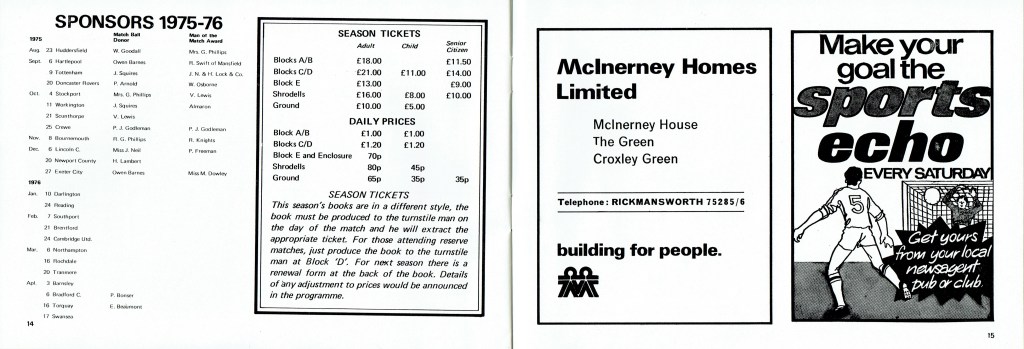 SPONSORS 1975-76
Match Ball Man of the
1975 Donor Match Award
Aug. 23 Huddersfield W. Goodall Mrs. G. Phillips
Sept. 6 Hartlepool Owen Barnes R. Swift of Mansfield
9 Tottenham J. Squires J. N. & H. Lock & Co.
20 Doncaster Rovers P. Arnold W. Osborne
Oct. 4 Stockport Mrs. G. Phillips V. Lewis
11 Workington J. Squires Almaron
21 Scunthorpe V. Lewis
25 Crewe P. J. Godleman P. J. Godleman
Nov. 8 Bournemouth R. G. Phillips R. Knights
Dec. 6 Lincoln C. Miss J. Neil P. Freeman
20 Newport County H. Lambert
27 Exeter City Owen Barnes Miss M. Dowley
1976
Jan. 10 Darlington
24 Reading
Feb. 7 Southport
21 Brentford
24 Cambridge Utd.
Mar. 6 Northampton
16 Rochdale
20 Tranmere
Apl. 3 Barnsley
6 Bradford C. P. Bonser
16 Torquay E. Beaumont
17 Swansea
14
SEASON TICKETS
Adult Child Senior Citizen
Blocks A/B £18.00 £11.50
Blocks C/D £21.00 £11.00 £14.00
Block E £13.00 £9.00
Shrodells £16.00 £8.00 £10.00
Ground £10.00 £5.00
DAILY PRICES
Block A/B £1.00 £1.00
Blocks C/D £1.20 £1.20
Block E and Enclosure 70p
Shrodells 80p 45p
Ground 65p 35p 35p
SEASON TICKETS
This season's books are in a different style, the
book must be produced to the turnstile man on
the day of the match and he will extract the
appropriate ticket. For those attending reserve
matches, just produce the book to the turnstile
man at Block 'D'. For next season there is a
renewal form at the back of the book. Details
of any adjustment to prices would be announced
in the programme.
McInerney Homes
Limited
McInerney House
The Green
Croxley Green
Telephone: RICKMANSWORTH 75285/6
building for people.
Make your
goal the
sports
echo
EVERY SATURDAY
5
Get yours
from your local
newsagent
pub or club.
15